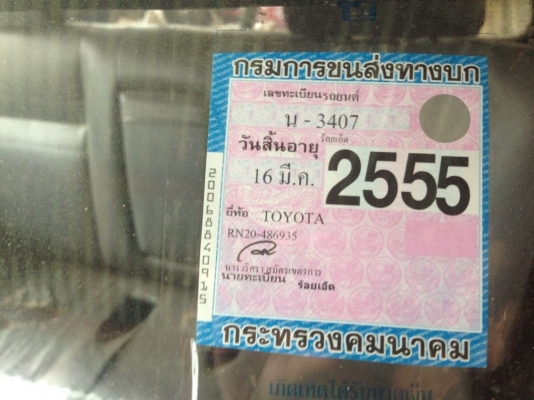 กรมการขนส่งทางบก
เลขทะเบียนรถยนต์
น - 3407
ร้อยเอ็ด
วันสิ้นอายุ
16 มี.ค.
2555
ยี่ห้อ TOYOTA
RN20-486935
นายทะเบียน ร้อยเอ็ด
กระทรวงคมนาคม
20068840915